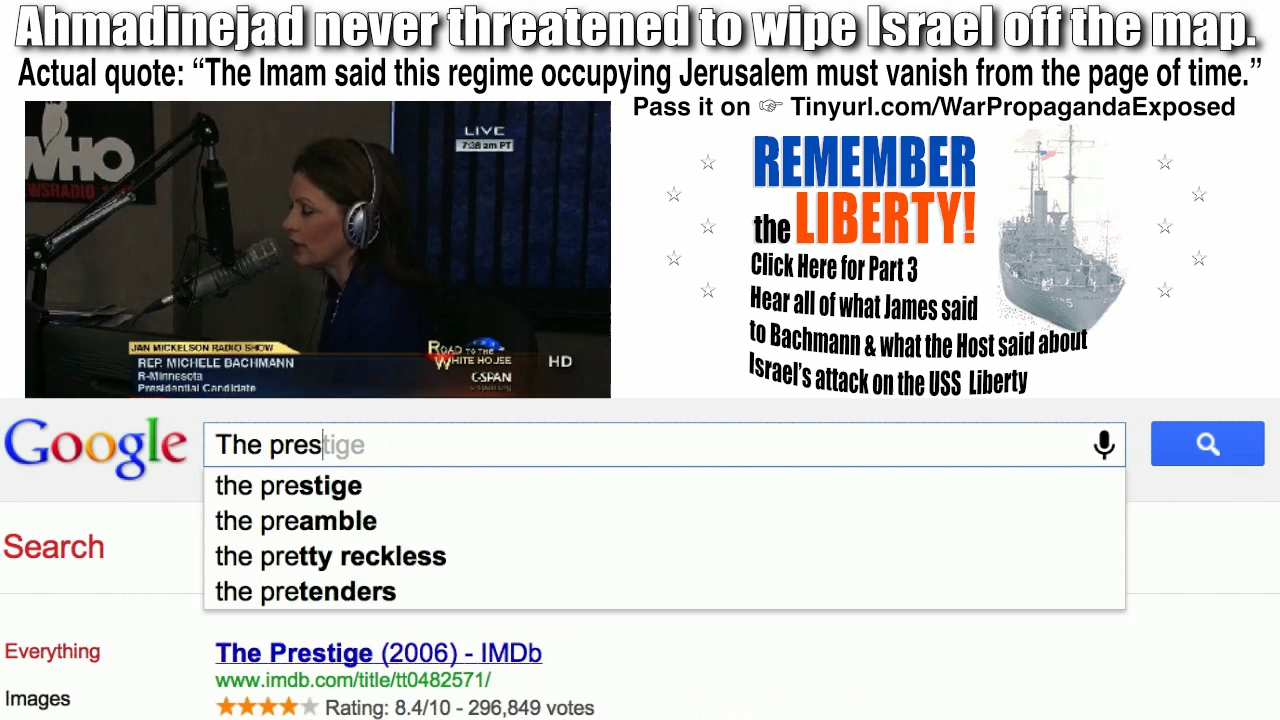 Ahmadinejad never threatened to wipe Israel off the map.
Actual quote: “The Imam said this regime occupying Jerusalem must vanish from the page of time.”
Pass it on ☞ Tinyurl.com/WarPropagandaExposed
WHO
NEWSRADIO
LIVE
7:38 am PT
JAN MICKELSON RADIO SHOW
REP. MICHELE BACHMANN
R-Minnesota
Presidential Candidate
ROAD TO THE
WHITE HOUSE
C-SPAN
HD
REMEMBER
the LIBERTY!
Click Here for Part 3
Hear all of what James said
to Bachmann & what the Host said about
Israel's attack on the USS Liberty
Google
The prestige
the prestige
the preamble
the pretty reckless
the pretenders
Search
Everything
The Prestige (2006) - IMDb
www.imdb.com/title/tt0482571/
Images
Rating: 8.4/10 - 296,849 votes